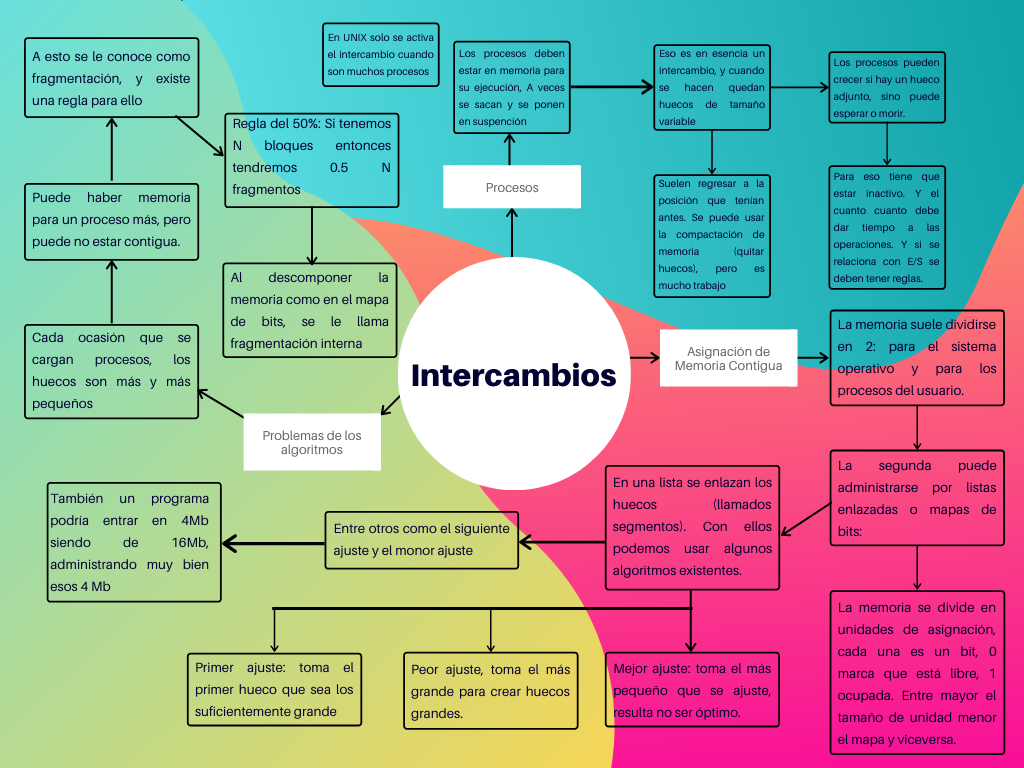 A esto se le conoce como
fragmentación, y existe
una regla para ello
En UNIX solo se activa
el intercambio cuando
son muchos procesos
Los procesos deben
estar en memoria para
su ejecución, A veces
se sacan y se ponen
en suspención
Eso es en esencia un
intercambio, y cuando
se hacen quedan
huecos de tamaño
variable
Los procesos pueden
crecer si hay un hueco
adjunto, sino puede
esperar o morir.
Regla del 50%: Si tenemos
N bloques entonces
tendremos 0.5 N
fragmentos
Procesos
Suelen regresar a la
posición que tenían
antes. Se puede usar
la compactación de
memoria (quitar
huecos), pero es
mucho trabajo
Para eso tiene que
estar inactivo. Y el
cuanto cuanto debe
dar tiempo a las
operaciones. Y si se
relaciona con E/S se
deben tener reglas.
Puede haber memoria
para un proceso más, pero
puede no estar contigua.
Al descomponer la
memoria como en el mapa
de bits, se le llama
fragmentación interna
Cada ocasión que se
cargan procesos, los
huecos son más y más
pequeños
Intercambios
Asignación de
Memoria Contigua
La memoria suele dividirse
en 2: para el sistema
operativo y para los
procesos del usuario.
Problemas de los
algoritmos
La segunda puede
administrarse por listas
enlazadas o mapas de
bits:
En una lista se enlazan los
huecos (llamados
segmentos). Con ellos
podemos usar algunos
algoritmos existentes.
Entre otros como el siguiente
ajuste y el monor ajuste
También un programa
podría entrar en 4Mb
siendo de 16Mb,
administrando muy bien
esos 4 Mb
La memoria se divide en
unidades de asignación,
cada una es un bit, 0
marca que está libre, 1
ocupada. Entre mayor el
tamaño de unidad menor
el mapa y viceversa.
Primer ajuste: toma el
primer hueco que sea los
suficientemente grande
Peor ajuste, toma el más
grande para crear huecos
grandes.
Mejor ajuste: toma el más
pequeño que se ajuste,
resulta no ser óptimo.